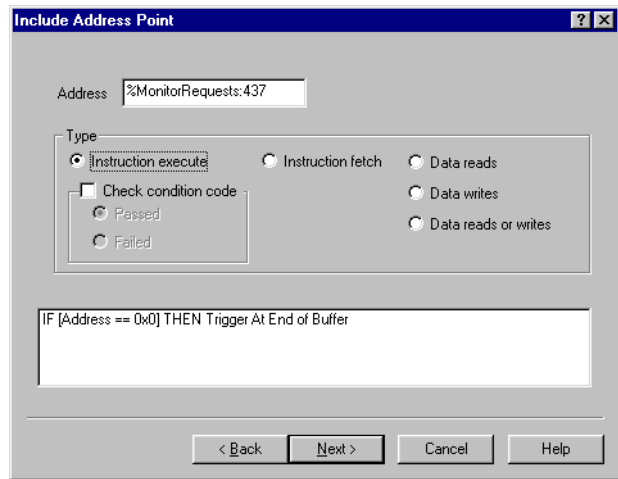 Include Address Point
Address %MonitorRequests:437
Type
Instruction execute Instruction fetch Data reads
Check condition code Data writes
Passed Data reads or writes
Failed
IF [Address == 0x0] THEN Trigger At End of Buffer
< Back Next > Cancel Help